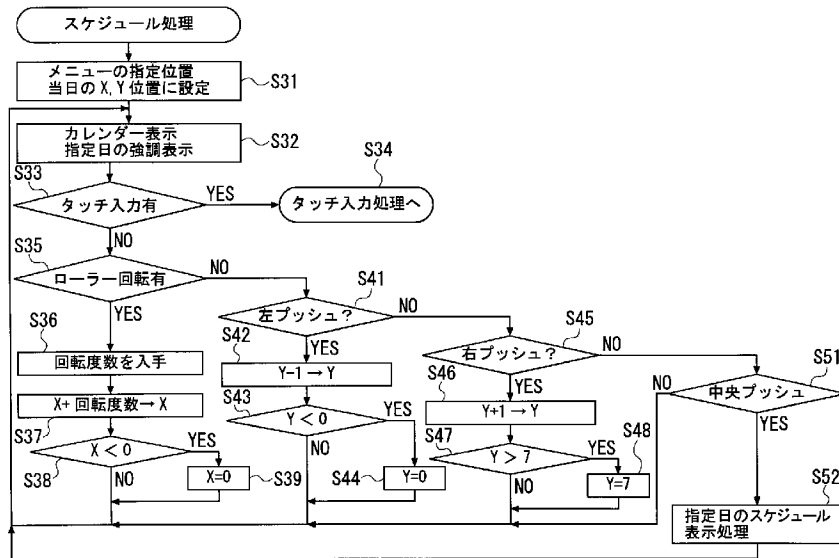 スケジュール処理
メニューの指定位置
当日のX,Y位置に設定
S31
カレンダー表示
指定日の強調表示
S32
S33
タッチ入力有
YES
S34
タッチ入力処理へ
NO
S35
ローラー回転有
NO
YES
S41
左プッシュ?
NO
YES
S45
右プッシュ?
NO
YES
S51
中央プッシュ
NO
YES
S36
回転度数を入手
X+回転度数→X
S37
X<0
YES
S38
NO
X=0
S39
S42
Y−1→Y
S43
Y<0
YES
NO
S44
Y=0
S46
Y+1→Y
S47
Y>7
YES
S48
NO
Y=7
S52
指定日のスケジュール
表示処理